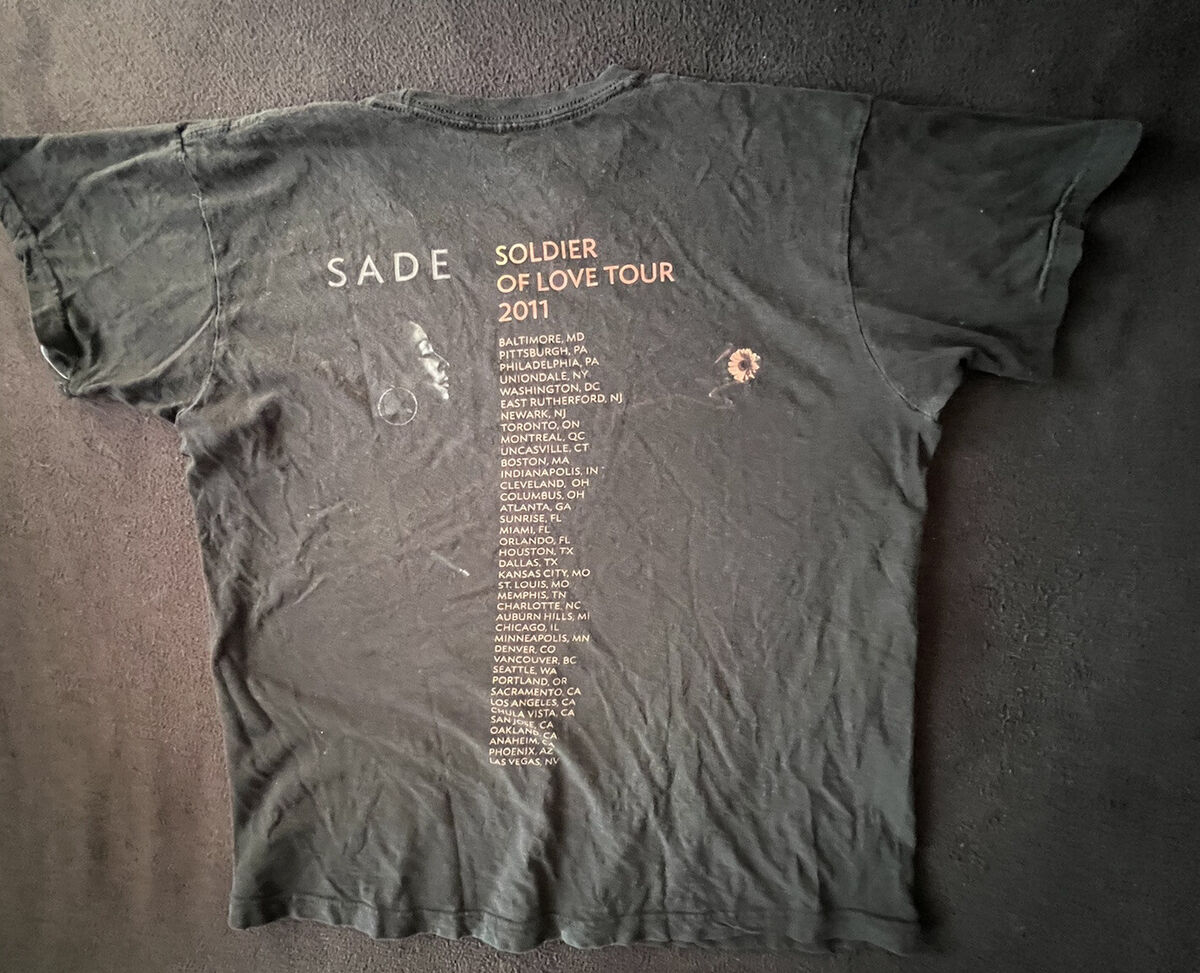 SADE
SOLDIER
OF LOVE TOUR
2011
BALTIMORE, MD
PITTSBURGH, PA
PHILADELPHIA, PA
UNIONDALE, NY
WASHINGTON, DC
EAST RUTHERFORD, NJ
NEWARK, NJ
TORONTO, ON
MONTREAL, QC
UNCASVILLE, CT
BOSTON, MA
INDIANAPOLIS, IN
CLEVELAND, OH
COLUMBUS, OH
ATLANTA, GA
SUNRISE, FL
MIAMI, FL
ORLANDO, FL
HOUSTON, TX
DALLAS, TX
KANSAS CITY, MO
ST. LOUIS, MO
MEMPHIS, TN
CHARLOTTE, NC
AUBURN HILLS, MI
CHICAGO, IL
MINNEAPOLIS, MN
DENVER, CO
VANCOUVER, BC
SEATTLE, WA
PORTLAND, OR
SACRAMENTO, CA
LOS ANGELES, CA
CHULA VISTA, CA
SAN JOSE, CA
OAKLAND, CA
ANAHEIM, CA
PHOENIX, AZ
LAS VEGAS, NV